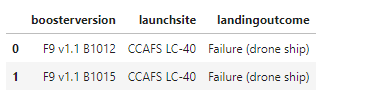 boosterversion launchsite landingoutcome
0 F9 v1.1 B1012 CCAFS LC-40 Failure (drone ship)
1 F9 v1.1 B1015 CCAFS LC-40 Failure (drone ship)